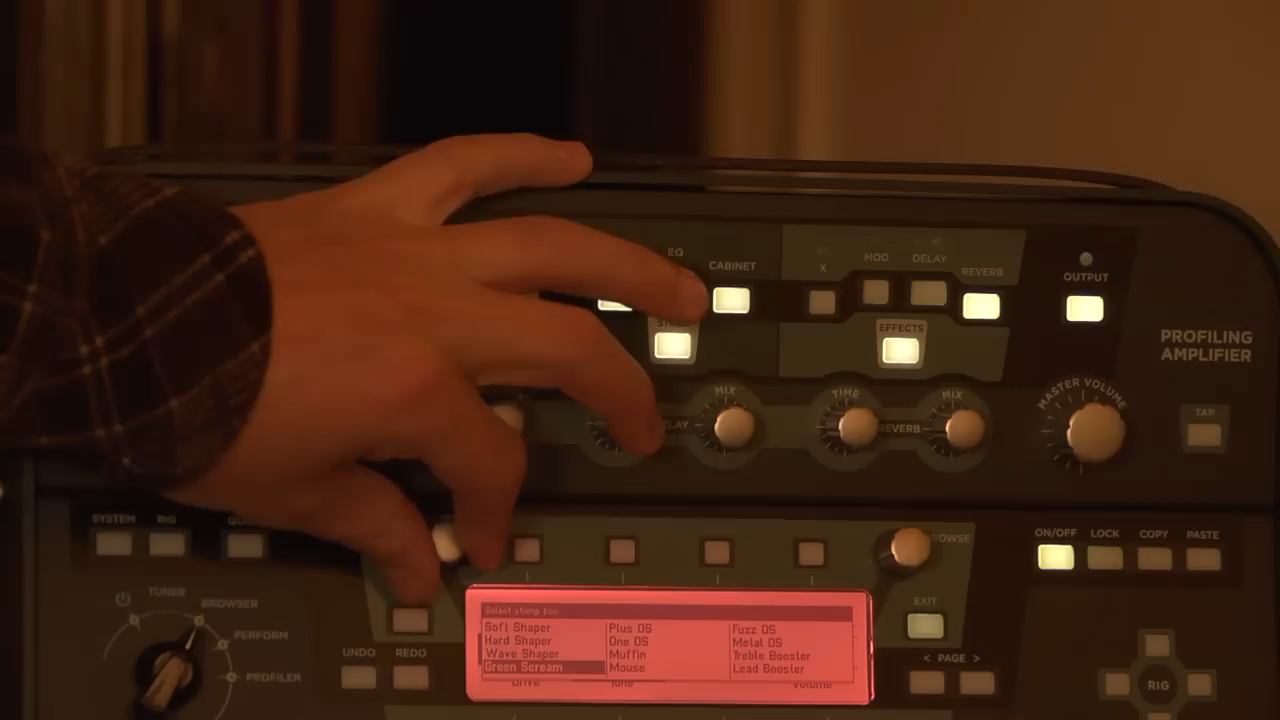 EQ
CABINET
X
MOD
DELAY
REVERB
OUTPUT
EFFECTS
PROFILING
AMPLIFIER
MIX
TIME
MIX
REVERB
MASTER VOLUME
TAP
SYSTEM
RIG
ON/OFF
LOCK
COPY
PASTE
EXIT
TUNER
BROWSER
PERFORM
PROFILER
UNDO
REDO
< PAGE >
RIG
Select stomp box
Soft Shaper
Plus DS
Fuzz DS
Hard Shaper
One DS
Metal DS
Wave Shaper
Muffin
Treble Booster
Green Scream
Mouse
Lead Booster
Drive
Tone
Volume